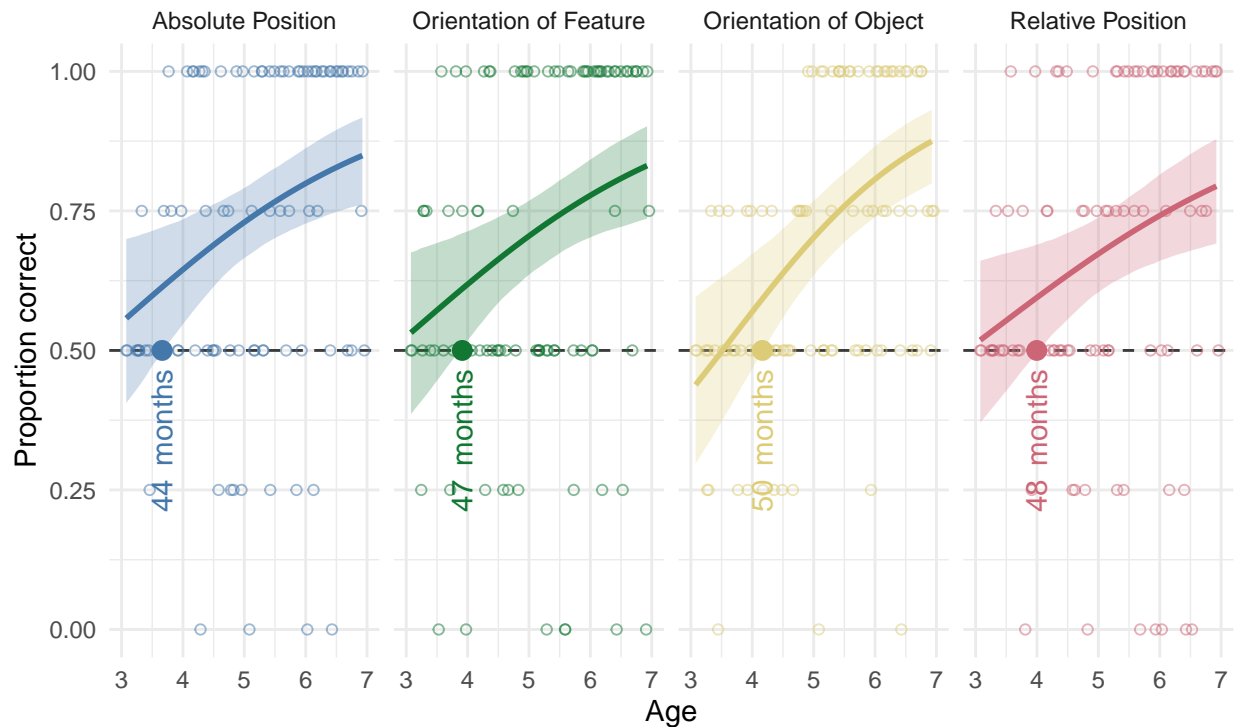 Absolute Position
Orientation of Feature
Orientation of Object
Relative Position
Proportion correct
1.00
0.75
0.50
0.25
0.00
44 months
47 months
50 months
48 months
3 4 5 6 7
3 4 5 6 7
3 4 5 6 7
3 4 5 6 7
Age